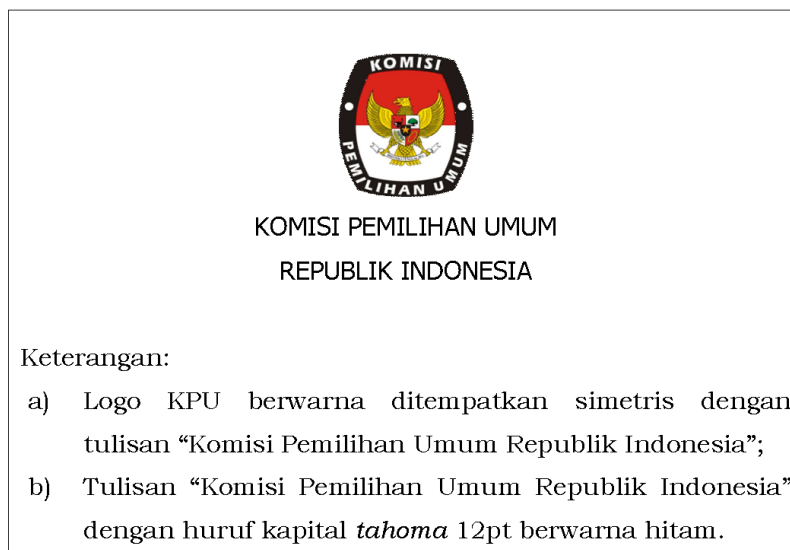 KOMISI
PEMILIHAN UMUM
KOMISI PEMILIHAN UMUM
REPUBLIK INDONESIA
Keterangan:
a) Logo KPU berwarna ditempatkan simetris dengan
tulisan “Komisi Pemilihan Umum Republik Indonesia”;
b) Tulisan “Komisi Pemilihan Umum Republik Indonesia”
dengan huruf kapital tahoma 12pt berwarna hitam.